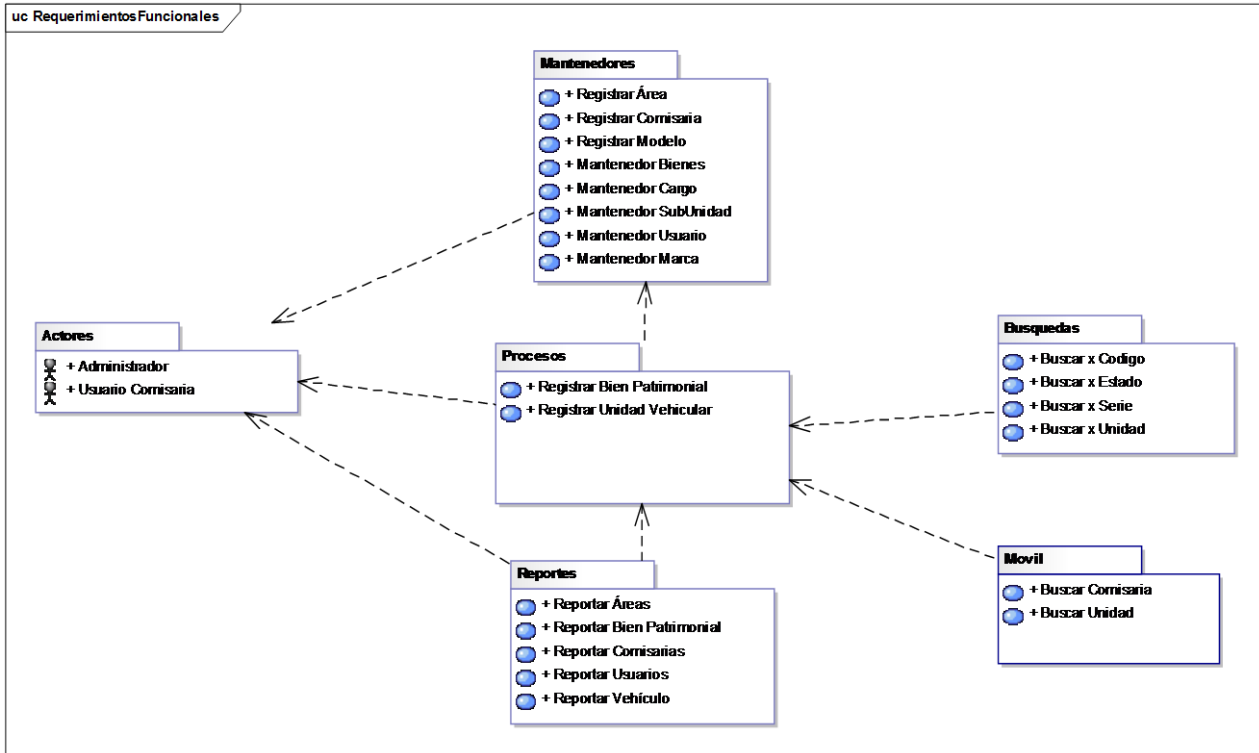 uc RequerimientosFuncionales
Mantenedores
+ Registrar Área
+ Registrar Comisaria
+ Registrar Modelo
+ Mantenedor Bienes
+ Mantenedor Cargo
+ Mantenedor SubUnidad
+ Mantenedor Usuario
+ Mantenedor Marca
Actores
+ Administrador
+ Usuario Comisaria
Procesos
+ Registrar Bien Patrimonial
+ Registrar Unidad Vehicular
Busquedas
+ Buscar x Codigo
+ Buscar x Estado
+ Buscar x Serie
+ Buscar x Unidad
Reportes
+ Reportar Áreas
+ Reportar Bien Patrimonial
+ Reportar Comisarias
+ Reportar Usuarios
+ Reportar Vehículo
Movil
+ Buscar Comisaria
+ Buscar Unidad